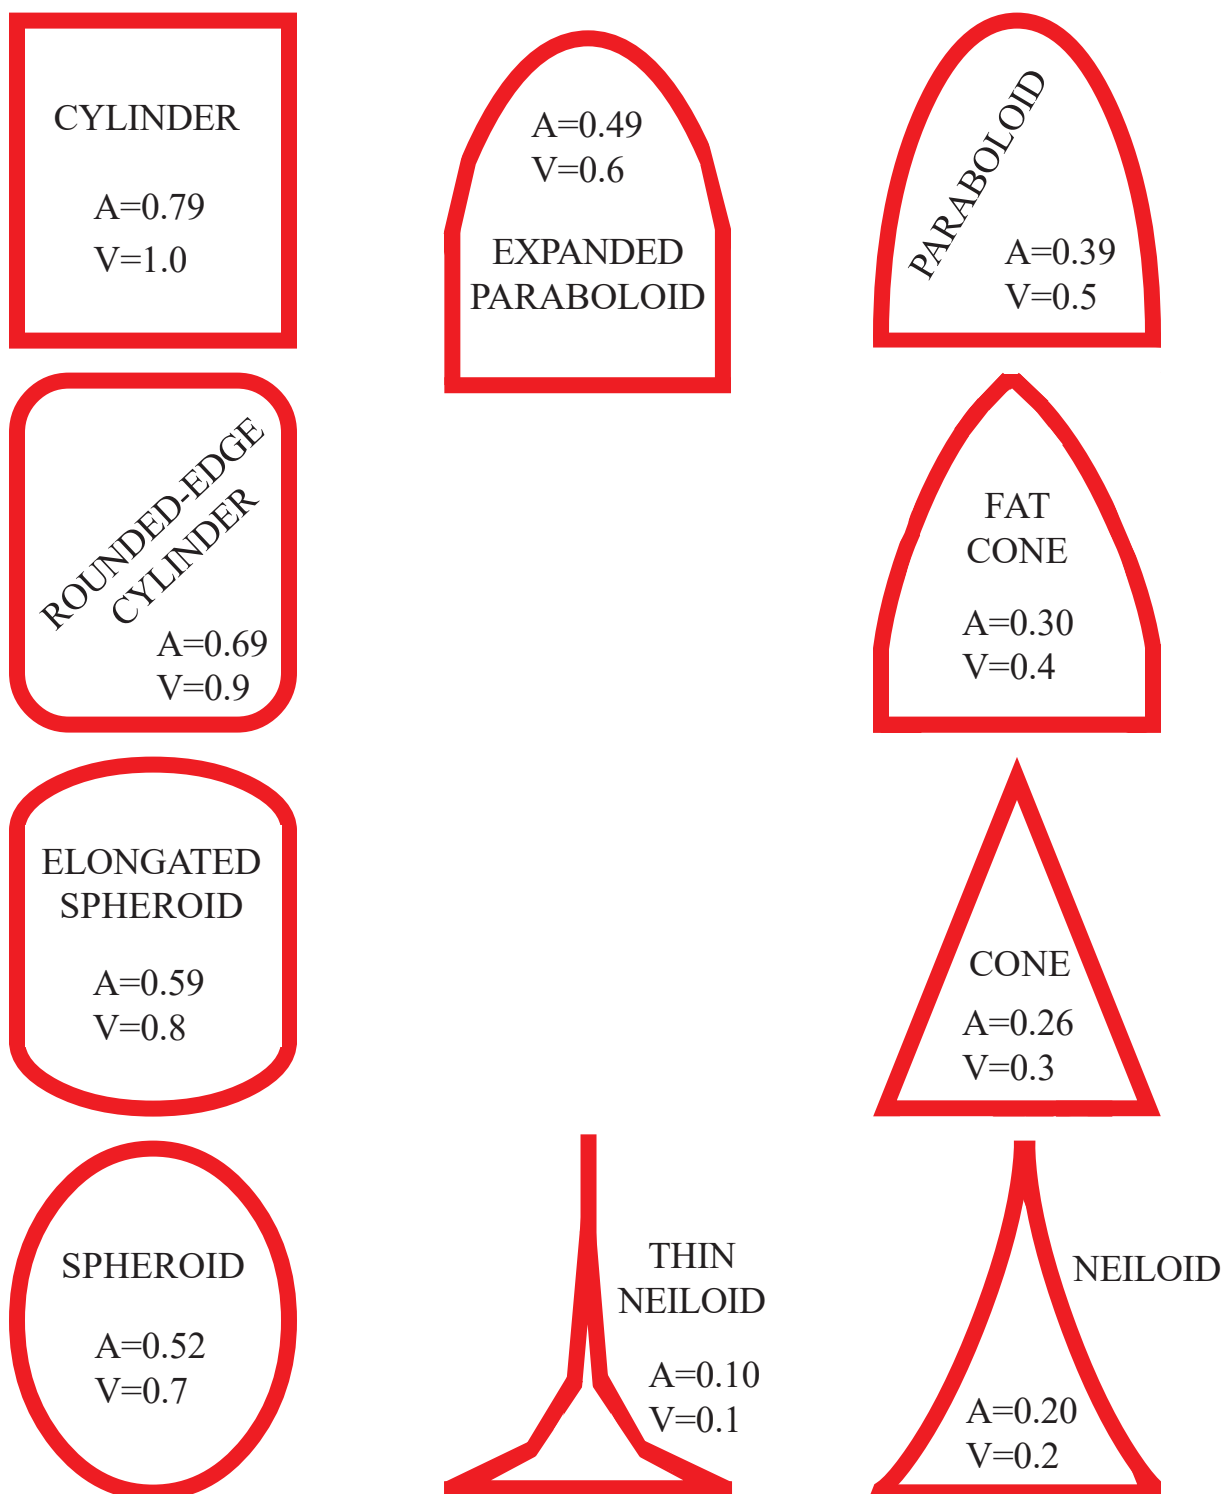 CYLINDER
A=0.79
V=1.0
A=0.49
V=0.6
EXPANDED
PARABOLOID
PARABOLOID
A=0.39
V=0.5
ROUNDED-EDGE
CYLINDER
A=0.69
V=0.9
FAT
CONE
A=0.30
V=0.4
ELONGATED
SPHEROID
A=0.59
V=0.8
CONE
A=0.26
V=0.3
SPHEROID
A=0.52
V=0.7
THIN
NEILOID
A=0.10
V=0.1
NEILOID
A=0.20
V=0.2